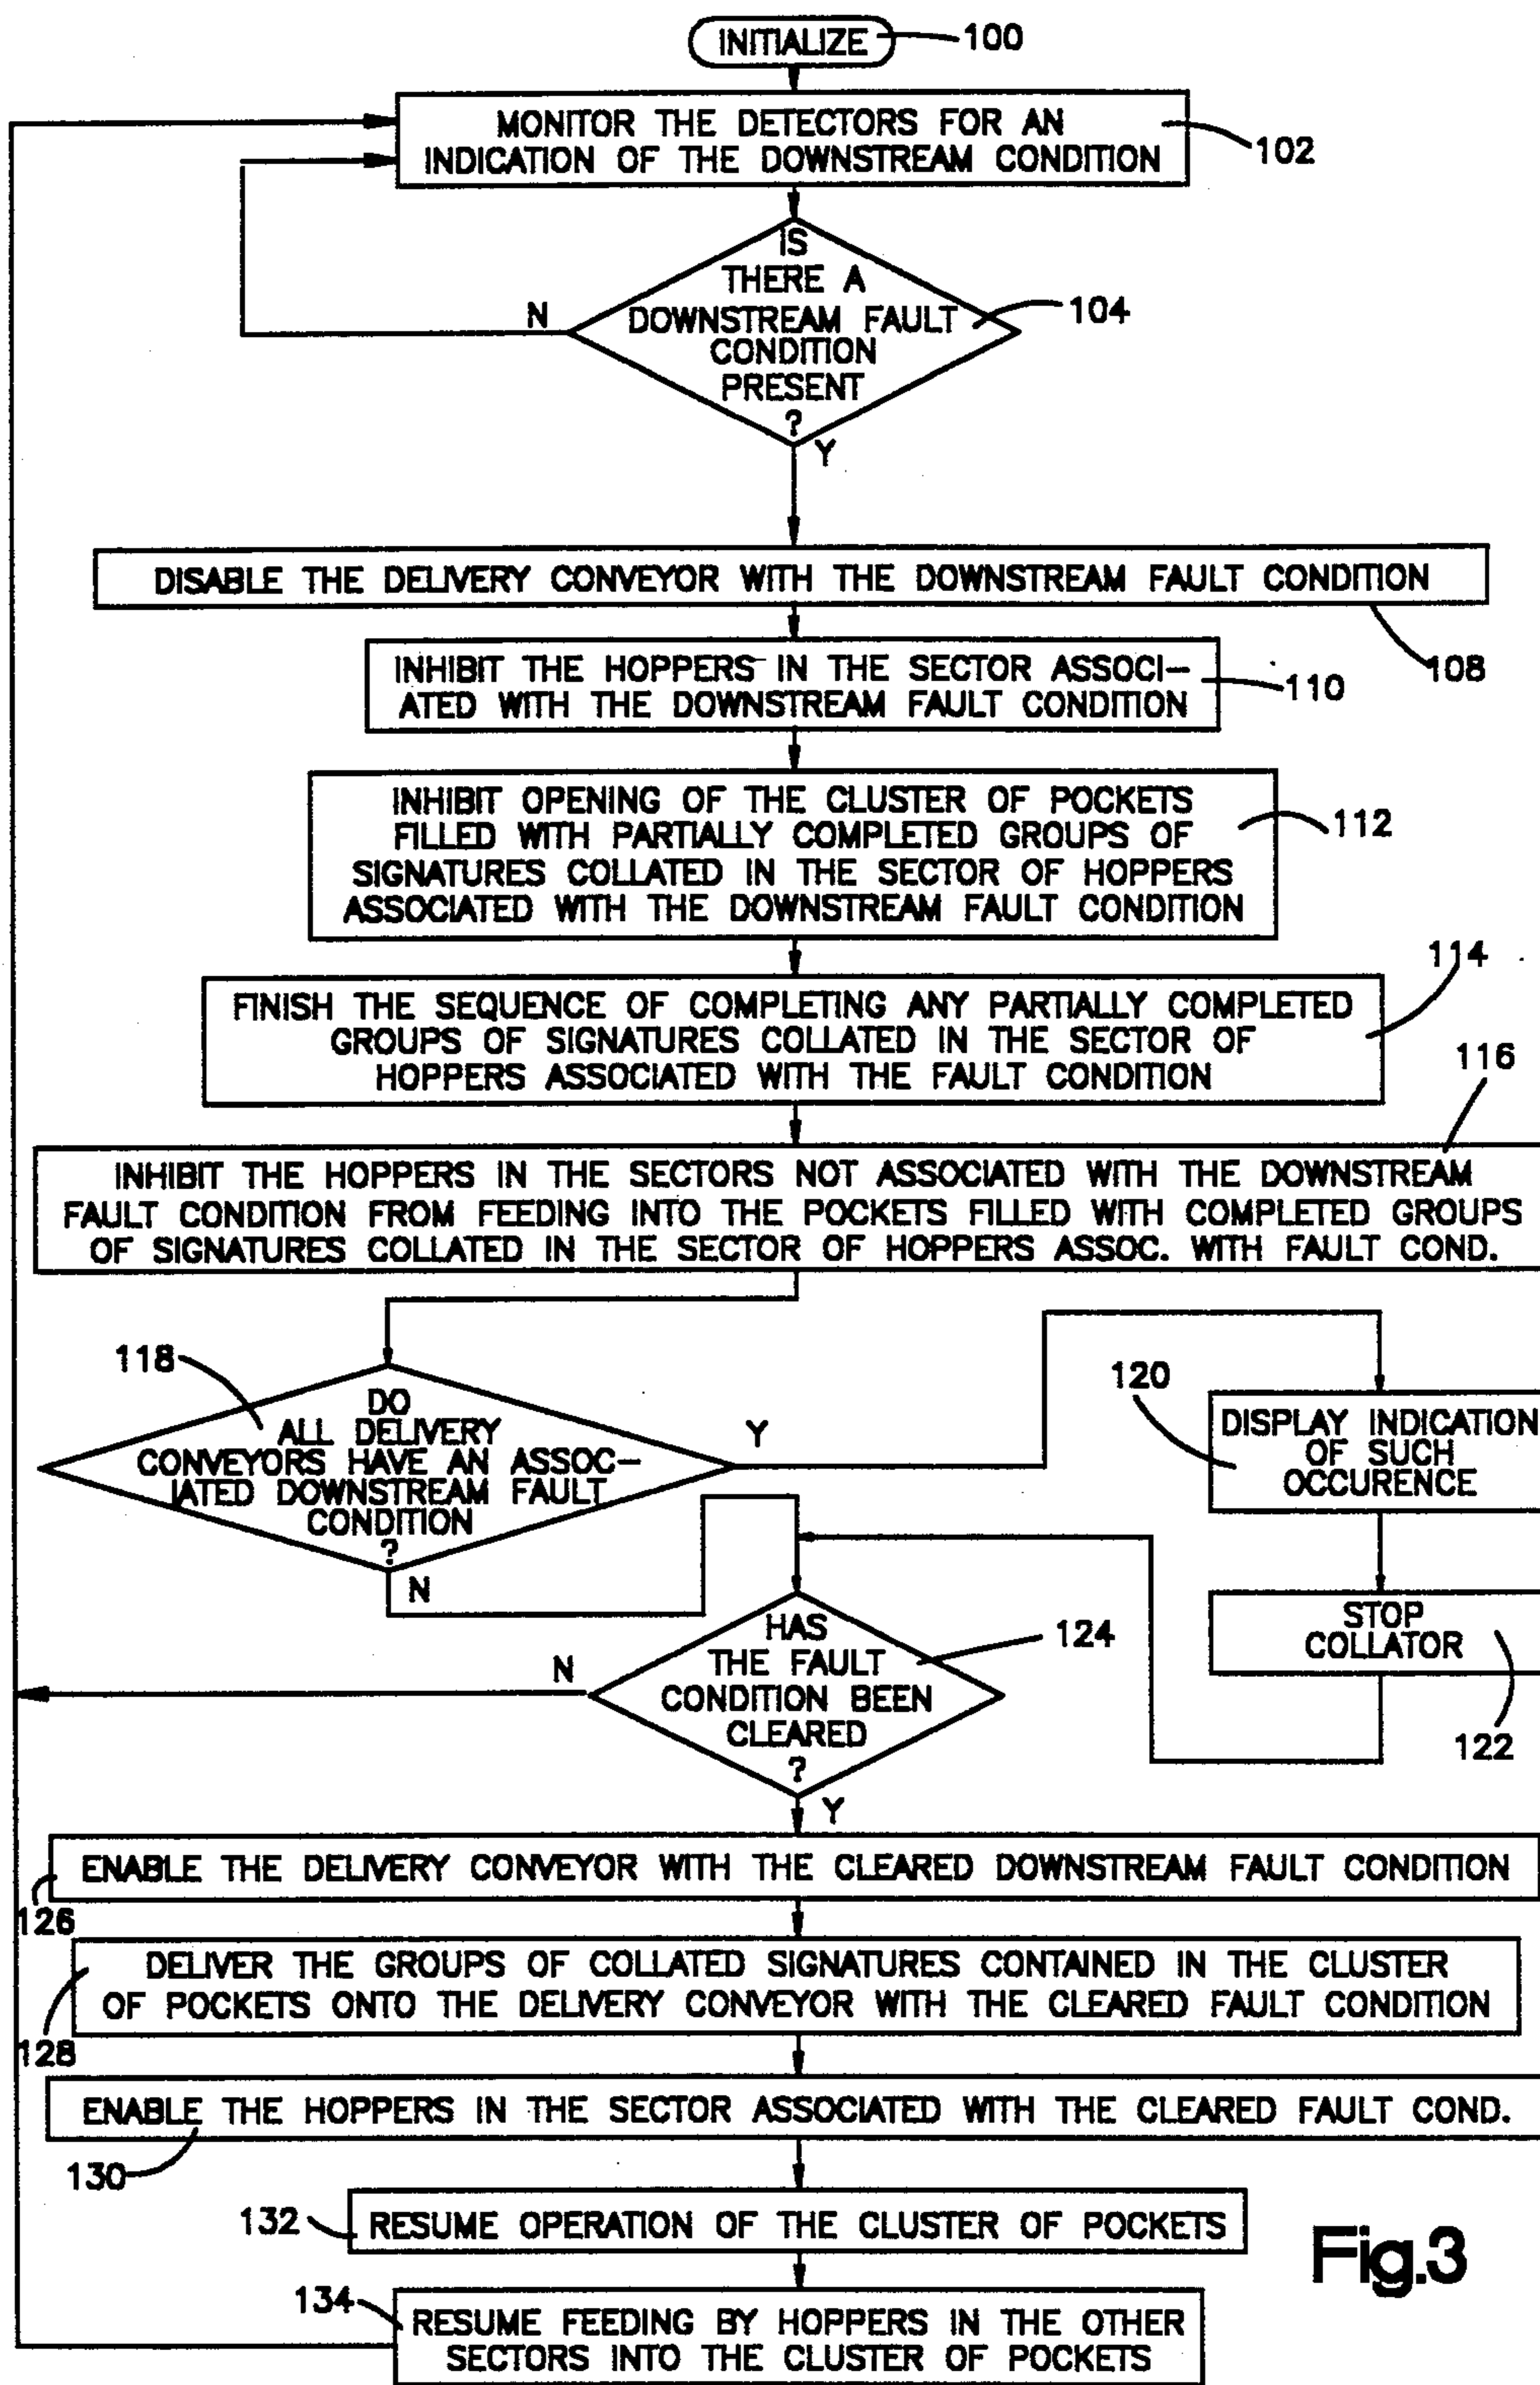 INITIALIZE
100
MONITOR THE DETECTORS FOR AN
INDICATION OF THE DOWNSTREAM CONDITION
102
IS
THERE A
DOWNSTREAM FAULT
CONDITION
PRESENT
?
104
N
Y
DISABLE THE DELIVERY CONVEYOR WITH THE DOWNSTREAM FAULT CONDITION
108
INHIBIT THE HOPPERS IN THE SECTOR ASSOCI-
ATED WITH THE DOWNSTREAM FAULT CONDITION
110
INHIBIT OPENING OF THE CLUSTER OF POCKETS
FILLED WITH PARTIALLY COMPLETED GROUPS OF
SIGNATURES COLLATED IN THE SECTOR OF HOPPERS
ASSOCIATED WITH THE DOWNSTREAM FAULT CONDITION
112
FINISH THE SEQUENCE OF COMPLETING ANY PARTIALLY COMPLETED
GROUPS OF SIGNATURES COLLATED IN THE SECTOR OF
HOPPERS ASSOCIATED WITH THE FAULT CONDITION
114
116
INHIBIT THE HOPPERS IN THE SECTORS NOT ASSOCIATED WITH THE DOWNSTREAM
FAULT CONDITION FROM FEEDING INTO THE POCKETS FILLED WITH COMPLETED GROUPS
OF SIGNATURES COLLATED IN THE SECTOR OF HOPPERS ASSOC. WITH FAULT COND.
118
DO
ALL DELIVERY
CONVEYORS HAVE AN ASSOC-
IATED DOWNSTREAM FAULT
CONDITION
?
Y
N
120
DISPLAY INDICATION
OF SUCH
OCCURENCE
STOP
COLLATOR
122
HAS
THE FAULT
CONDITION BEEN
CLEARED
?
124
N
Y
ENABLE THE DELIVERY CONVEYOR WITH THE CLEARED DOWNSTREAM FAULT CONDITION
126
DELIVER THE GROUPS OF COLLATED SIGNATURES CONTAINED IN THE CLUSTER
OF POCKETS ONTO THE DELIVERY CONVEYOR WITH THE CLEARED FAULT CONDITION
128
ENABLE THE HOPPERS IN THE SECTOR ASSOCIATED WITH THE CLEARED FAULT COND.
130
132
RESUME OPERATION OF THE CLUSTER OF POCKETS
134
RESUME FEEDING BY HOPPERS IN THE OTHER
SECTORS INTO THE CLUSTER OF POCKETS
Fig.3